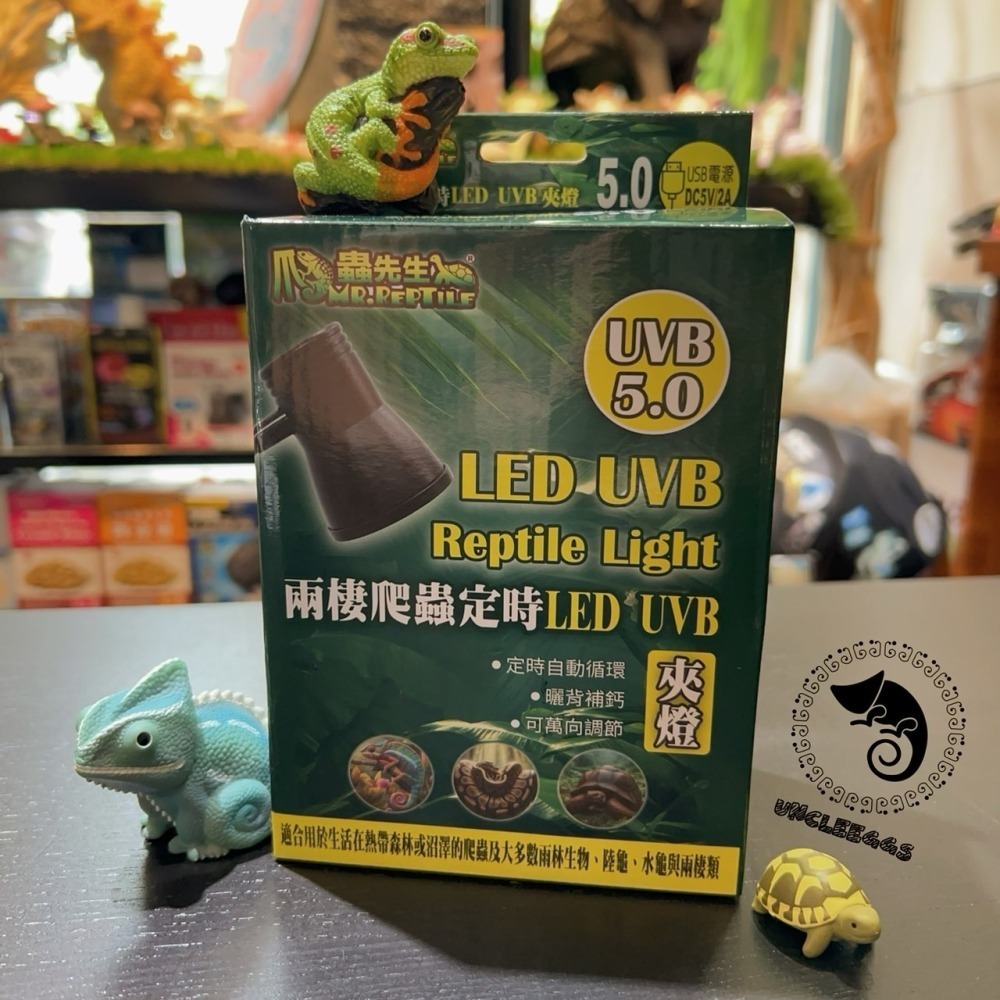 時LED UVB 夾燈 5.0 USB電源
DC5V/2A
爬蟲先生®
MR.REPTILE
UVB
5.0
LED UVB
Reptile Light
兩棲爬蟲定時LED UVB
夾燈
•定時自動循環
•曬背補鈣
•可萬向調節
適合用於生活在熱帶森林或沼澤的爬蟲及大多數雨林生物、陸龜、水龜與兩棲類
UNCLEEGGS